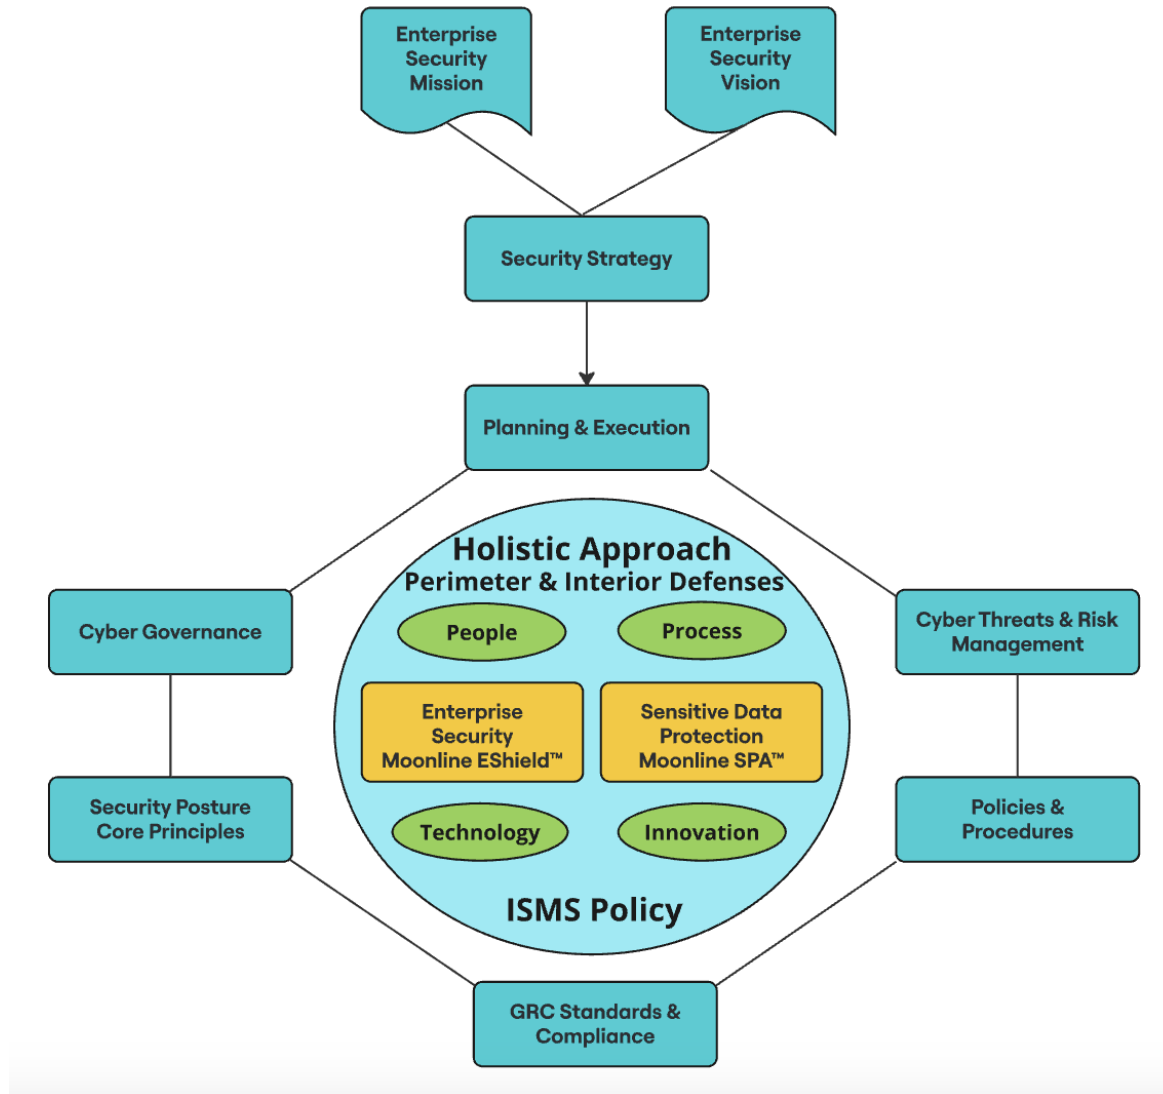 Enterprise
Security
Mission
Enterprise
Security
Vision
Security Strategy
Planning & Execution
Holistic Approach
Perimeter & Interior Defenses
People
Process
Cyber Governance
Cyber Threats & Risk
Management
Enterprise
Security
Moonline EShield™
Sensitive Data
Protection
Moonline SPA™
Security Posture
Core Principles
Technology
Innovation
Policies &
Procedures
ISMS Policy
GRC Standards &
Compliance